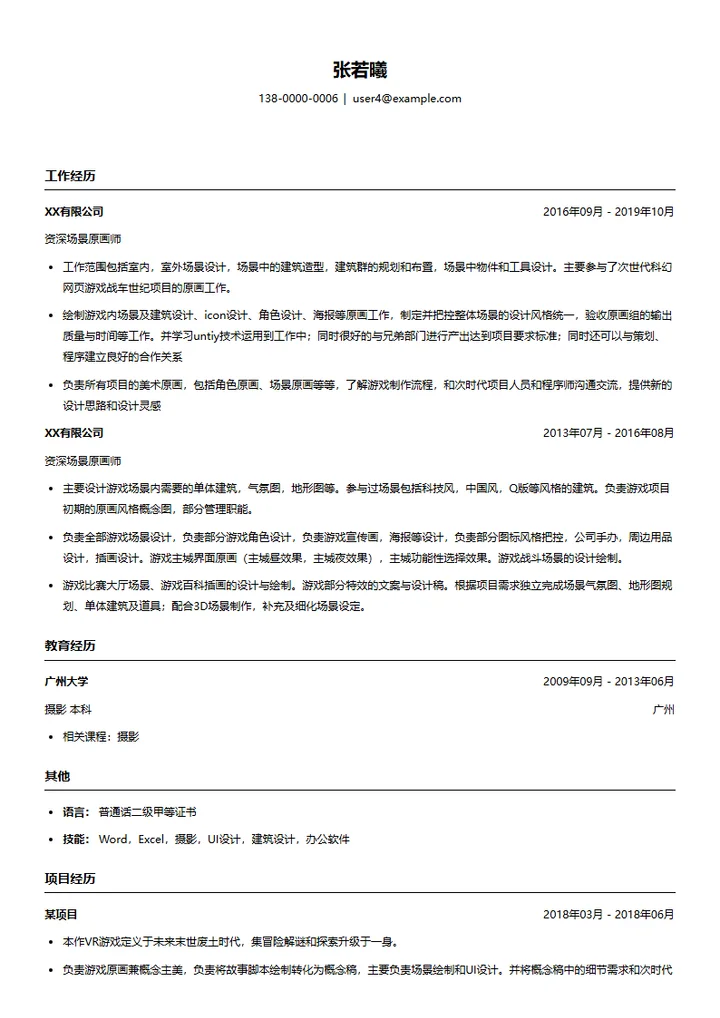 张若曦
138-0000-0006 | user4@example.com
工作经历
XX有限公司 2016年09月 - 2019年10月
资深场景原画师
• 工作范围包括室内，室外场景设计，场景中的建筑造型，建筑群的规划和布置，场景中物件和工具设计。主要参与了次世代科幻
网页游戏战车世纪项目的原画工作。
• 绘制游戏内场景及建筑设计、icon设计、角色设计、海报等原画工作，制定并把控整体场景的设计风格统一，验收原画组的输出
质量与时间等工作。并学习untiy技术运用到工作中；同时很好的与兄弟部门进行产出达到项目要求标准；同时还可以与策划、
程序建立良好的合作关系
• 负责所有项目的美术原画，包括角色原画、场景原画等等，了解游戏制作流程，和次时代项目人员和程序师沟通交流，提供新的
设计思路和设计灵感
XX有限公司 2013年07月 - 2016年08月
资深场景原画师
• 主要设计游戏场景内需要的单体建筑，气氛图，地形图等。参与过场景包括科技风，中国风，Q版等风格的建筑。负责游戏项目
初期的原画风格概念图，部分管理职能。
• 负责全部游戏场景设计，负责部分游戏角色设计，负责游戏宣传画，海报等设计，负责部分图标风格把控，公司手办，周边用品
设计，插画设计。游戏主城界面原画（主城昼效果，主城夜效果），主城功能性选择效果。游戏战斗场景的设计绘制。
• 游戏比赛大厅场景、游戏百科插画的设计与绘制。游戏部分特效的文案与设计稿。根据项目需求独立完成场景气氛图、地形图规
划、单体建筑及道具；配合3D场景制作，补充及细化场景设定。
教育经历
广州大学 2009年09月 - 2013年06月
摄影 本科 广州
• 相关课程：摄影
其他
• 语言： 普通话二级甲等证书
• 技能： Word，Excel，摄影，UI设计，建筑设计，办公软件
项目经历
某项目 2018年03月 - 2018年06月
• 本作VR游戏定义于未来末世废土时代，集冒险解谜和探索升级于一身。
• 负责游戏原画兼概念主美，负责将故事脚本绘制转化为概念稿，主要负责场景绘制和UI设计。并将概念稿中的细节需求和次时代